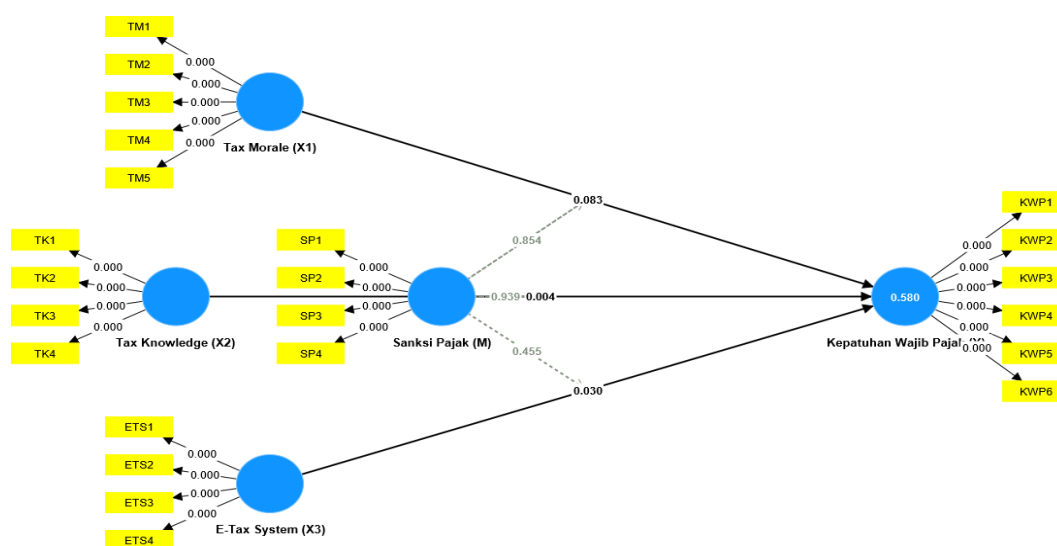 TM1
TM2
TM3
TM4
TM5
0.000
0.000
0.000
0.000
0.000
Tax Morale (X1)
TK1
TK2
TK3
TK4
0.000
0.000
0.000
0.000
Tax Knowledge (X2)
SP1
SP2
SP3
SP4
0.000
0.000
0.000
0.000
Sanksi Pajak (M)
ETS1
ETS2
ETS3
ETS4
0.000
0.000
0.000
0.000
E-Tax System (X3)
0.083
0.854
0.939
0.004
0.455
0.030
0.580
Kepatuhan Wajib Pajak (Y)
0.000
0.000
0.000
0.000
0.000
0.000
KWP1
KWP2
KWP3
KWP4
KWP5
KWP6